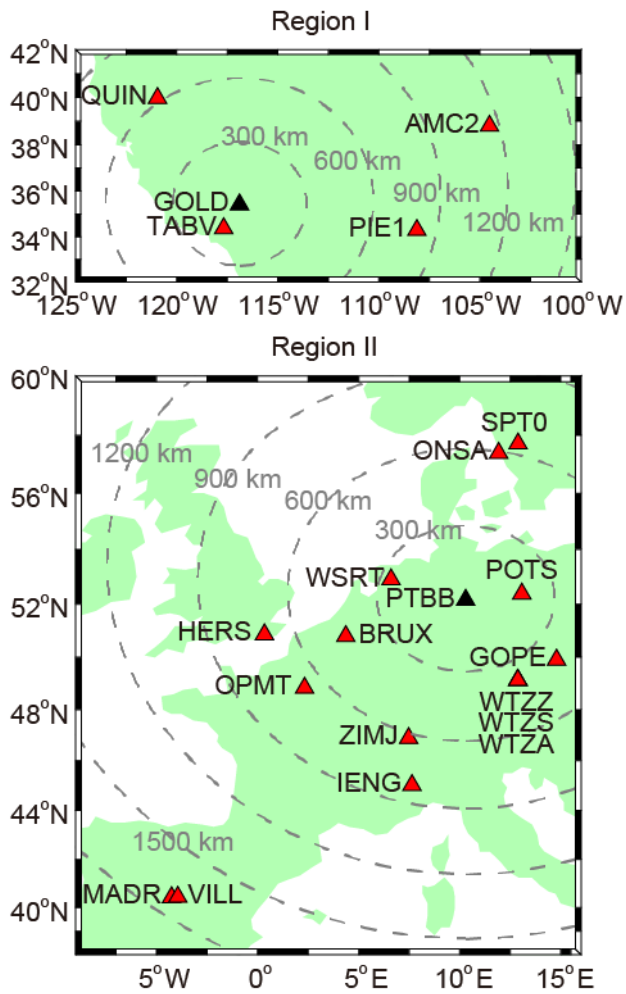 Region I
42°N
40°N
38°N
36°N
34°N
32°N
QUIN
AMC2
300 km
600 km
900 km
1200 km
GOLD
TABV
PIE1
125°W
120°W
115°W
110°W
105°W
100°W
Region II
60°N
56°N
52°N
48°N
44°N
40°N
SPT0
ONSA
1200 km
900 km
600 km
300 km
WSRT
POTS
PTBB
HERS
BRUX
GOPE
OPMT
WTZZ
WTZS
WTZA
ZIMJ
IENG
1500 km
MADR
VILL
5°W
0°
5°E
10°E
15°E